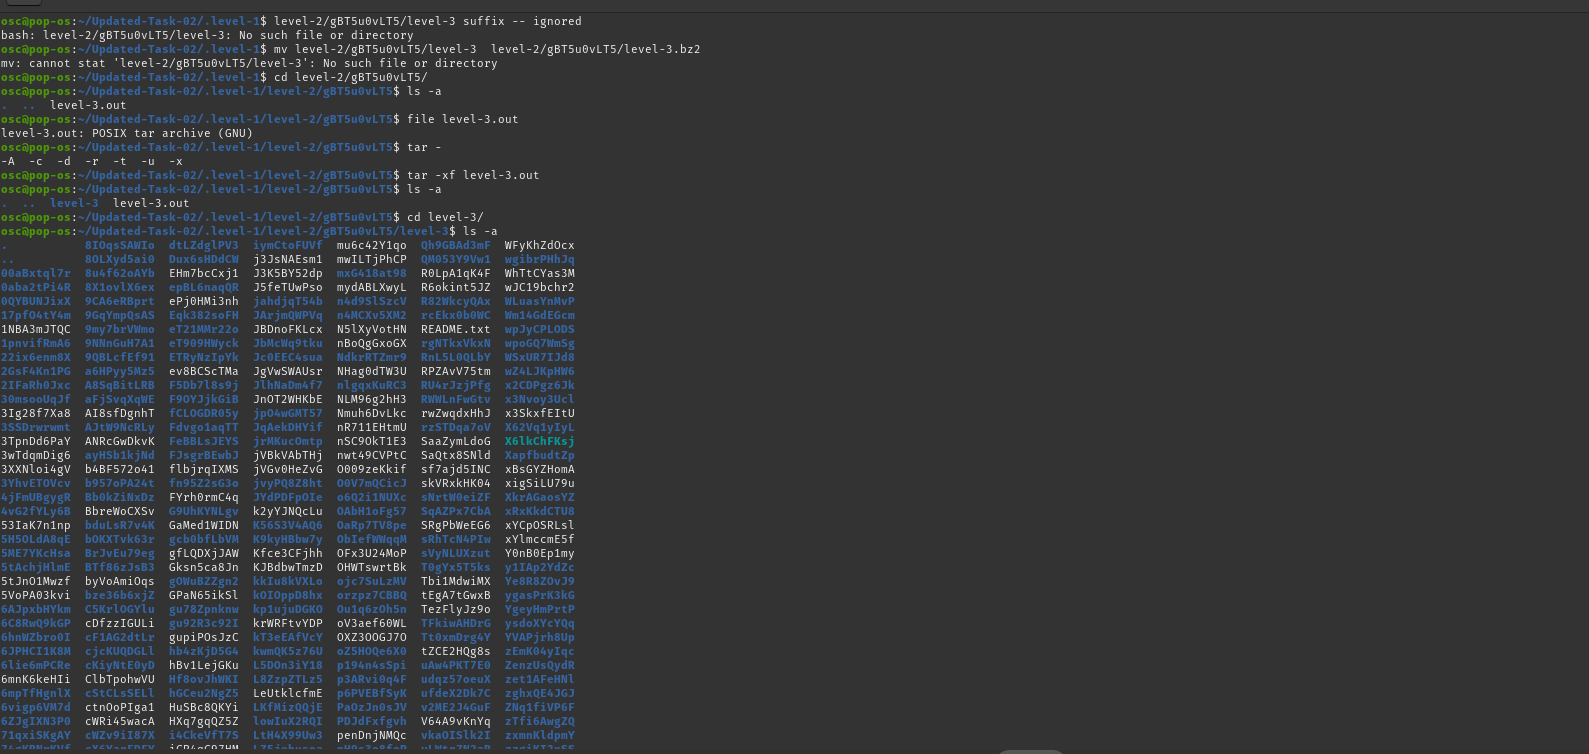 osc@pop-os:~/Updated-Task-02/.level-1$ level-2/gBT5u0vLT5/level-3 suffix -- ignored
bash: level-2/gBT5u0vLT5/level-3: No such file or directory
osc@pop-os:~/Updated-Task-02/.level-1$ mv level-2/gBT5u0vLT5/level-3  level-2/gBT5u0vLT5/level-3.bz2
mv: cannot stat 'level-2/gBT5u0vLT5/level-3': No such file or directory
osc@pop-os:~/Updated-Task-02/.level-1$ cd level-2/gBT5u0vLT5/
osc@pop-os:~/Updated-Task-02/.level-1/level-2/gBT5u0vLT5$ ls -a
.  ..  level-3.out
osc@pop-os:~/Updated-Task-02/.level-1/level-2/gBT5u0vLT5$ file level-3.out
level-3.out: POSIX tar archive (GNU)
osc@pop-os:~/Updated-Task-02/.level-1/level-2/gBT5u0vLT5$ tar -
-A  -c  -d  -r  -t  -u  -x
osc@pop-os:~/Updated-Task-02/.level-1/level-2/gBT5u0vLT5$ tar -xf level-3.out
osc@pop-os:~/Updated-Task-02/.level-1/level-2/gBT5u0vLT5$ ls -a
.  ..  level-3  level-3.out
osc@pop-os:~/Updated-Task-02/.level-1/level-2/gBT5u0vLT5$ cd level-3/
osc@pop-os:~/Updated-Task-02/.level-1/level-2/gBT5u0vLT5/level-3$ ls -a
.           8IOqsSAWIo  dtLZdglPV3  iymCtoFUVf  mu6c42Y1qo  Qh9GBAd3mF  WFyKhZdOcx
..          8OLXyd5ai0  Dux6sHDdCW  j3JsNAEsm1  mwILTjPhCP  QM053Y9Vw1  wgibrPHhJq
00aBxtql7r  8u4f62oAYb  EHm7bcCxj1  J3K5BY52dp  mxG418at98  R0LpA1qK4F  WhTtCYas3M
0aba2tPi4R  8X1ovlX6ex  epBL6naqQR  J5feTUwPso  mydABLXwyL  R6okint5JZ  wJC19bchr2
0QYBUNJixX  9CA6eRBprt  ePj0HMi3nh  jahdjqT54b  n4d9SlSzcV  R82WkcyQAx  WLuasYnMvP
17pfO4tY4m  9GqYmpQsAS  Eqk382soFH  JArjmQWPVq  n4MCXv5XM2  rcEkx0b0WC  Wm14GdEGcm
1NBA3mJTQC  9my7brVWmo  eT21MMr22o  JBDnoFKLcx  N5lXyVotHN  README.txt  wpJyCPLODS
1pnvifRmA6  9NNnGuH7A1  eT909HWyck  JbMcWq9tku  nBoQgGxoGX  rgNTkxVkxN  wpoGQ7WmSg
22ix6enm8X  9QBLcfEf91  ETRyNzIpYk  Jc0EEC4sua  NdkrRTZmr9  RnL5L0QLbY  WSxUR7IJd8
2GsF4Kn1PG  a6HPyy5Mz5  ev8BCScTMa  JgVwSWAUsr  NHag0dTW3U  RPZAvV75tm  wZ4LJKpHW6
2IFaRh0Jxc  A8SqBitLRB  F5Db7l8s9j  JlhNaDm4f7  nlgqxKuRC3  RU4rJzjPfg  x2CDPgz6Jk
30msooUqJf  aFjSvqXqWE  F9OYJjkGiB  JnOT2WHKbE  NLM96g2hH3  RWWLnFwGtv  x3Nvoy3Ucl
3Ig28f7Xa8  AI8sfDgnhT  fCLOGDR05y  jpO4wGMT57  Nmuh6DvLkc  rwZwqdxHhJ  x3SkxfEItU
3SSDrwrwmt  AJtW9NcRLy  Fdvgo1aqTT  JqAekDHYif  nR711EHtmU  rzSTDqa7oV  X62Vq1yIyL
3TpnDd6PaY  ANRcGwDkvK  FeBBLsJEYS  jrMKucOmtp  nSC9OkT1E3  SaaZymLdoG  X6lkChFKsj
3wTdqmDig6  ayHSb1kjNd  FJsgrBEwbJ  jVBkVAbTHj  nwt49CVPtC  SaQtx8SNld  XapfbudtZp
3XXNloi4gV  b4BF572o41  flbjrqIXMS  jVGv0HeZvG  O009zeKkif  sf7ajd5INC  xBsGYZHomA
3YhvETOVcv  b957oPA24t  fn95Z2sG3o  jvyPQ8Z8ht  O0V7mQCicJ  skVRxkHK04  xigSiLU79u
4jFmUBgygR  Bb0kZiNxDz  FYrh0rmC4q  JYdPDFpOIe  o6Q2i1NUXc  sNrtW0eiZF  XkrAGaosYZ
4vG2fYLy6B  BbreWoCXSv  G9UhKYNLgv  k2yYJNQcLu  OAbH1oFg57  SqAZPx7CbA  xRxKkdCTU8
53IaK7n1np  bduLsR7v4K  GaMed1WIDN  K56S3V4AQ6  OaRp7TV8pe  SRgPbWeEG6  xYCpOSRLsl
5H5OLdA8qE  bOKXTvk63r  gcb0bfLbVM  K9kyHBbw7y  ObIefWWqqM  sRhTcN4PIw  xYlmccmE5f
5ME7YKcHsa  BrJvEu79eg  gfLQDXjJAW  Kfce3CFjhh  OFx3U24MoP  sVyNLUXzut  Y0nB0Ep1my
5tAchjHlmE  BTf86zJsB3  Gksn5ca8Jn  KJBdbwTmzD  OHWTswrtBk  T0gYx5T5ks  y1IAp2YdZc
5tJnO1Mwzf  byVoAmiOqs  gOWuBZZgn2  kkIu8kVXLo  ojc7SuLzMV  Tbi1MdwiMX  Ye8R8ZOvJ9
5VoPA03kvi  bze36b6xjZ  GPaN65ikSl  kOIOppD8hx  orzpz7CBBQ  tEgA7tGwxB  ygasPrK3kG
6AJpxbHYkm  C5KrlOGYlu  gu78Zpnknw  kp1ujuDGKO  Ou1q6zOh5n  TezFlyJz9o  YgeyHmPrtP
6C8RwQ9kGP  cDfzzIGULi  gu92R3c92I  krWRFtvYDP  oV3aef60WL  TFkiwAHDrG  ysdoXYcYQq
6hnWZbro0I  cF1AG2dtLr  gupiPOsJzC  kT3eEAfVcY  OXZ3OOGJ7O  Tt0xmDrg4Y  YVAPjrh8Up
6JPHCI1K8M  cjcKUQDGLl  hb4zKjD5G4  kwmQK5z76U  oZ5HOQe6X0  tZCE2HQg8s  zEmK04yIqc
6lie6mPCRe  cKiyNtE0yD  hBv1LejGKu  L5DOn3iY18  p194n4sSpi  uAw4PKT7E0  ZenzUsQydR
6mnK6keHIi  ClbTpohwVU  Hf8ovJhWKI  L8ZzpZTLz5  p3ARvi0q4F  udqz57oeuX  zet1AFeHNl
6mpTfHgnlX  cStCLsSELl  hGCeu2NgZ5  LeUtklcfmE  p6PVEBfSyK  ufdeX2Dk7C  zghxQE4JGJ
6vigp6VM7d  ctnOoPIga1  HuSBc8QKYi  LKfMizQQjE  PaOzJn0sJV  v2ME2J4GuF  ZNq1fiVP6F
6ZJgIXN3P0  cWRi45wacA  HXq7gqQZ5Z  lowIuX2RQI  PDJdFxfgvh  V64A9vKnYq  zTfi6AwgZQ
71qxiSKgAY  cWZv9iI87X  i4CkeVfT7S  LtH4X99Uw3  penDnjNMQc  vkaOISlk2I  zxmnKldpmY